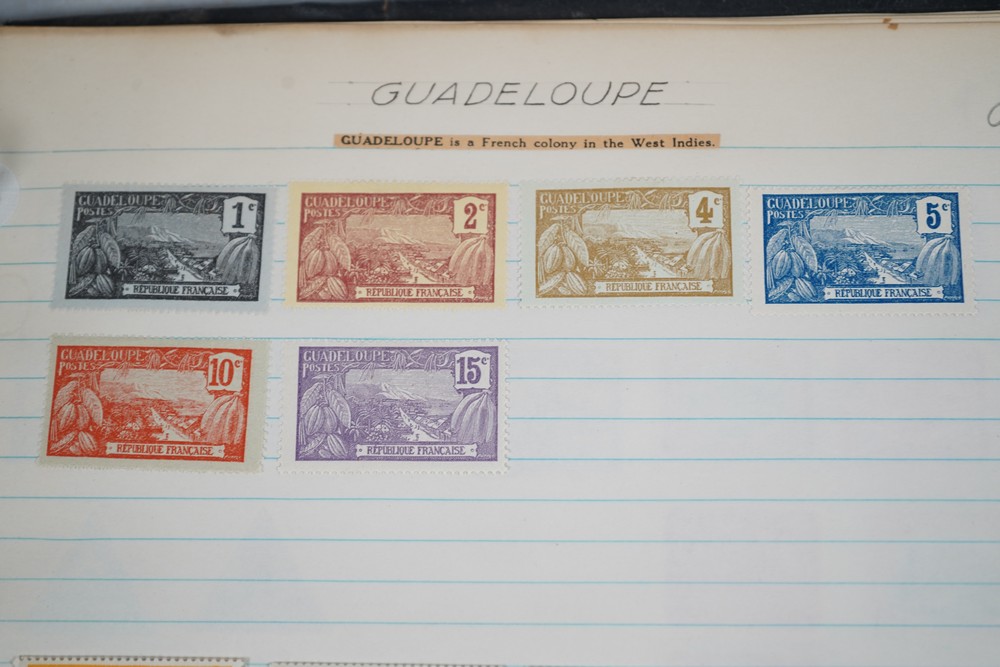 GUADELOUPE
GUADELOUPE is a French colony in the West Indies.
GUADELOUPE 1c
POSTES
RÉPUBLIQUE FRANÇAISE
GUADELOUPE 2c
POSTES
RÉPUBLIQUE FRANÇAISE
GUADELOUPE 4c
POSTES
RÉPUBLIQUE FRANÇAISE
GUADELOUPE 5c
POSTES
RÉPUBLIQUE FRANÇAISE
GUADELOUPE 10c
POSTES
RÉPUBLIQUE FRANÇAISE
GUADELOUPE 15c
POSTES
RÉPUBLIQUE FRANÇAISE